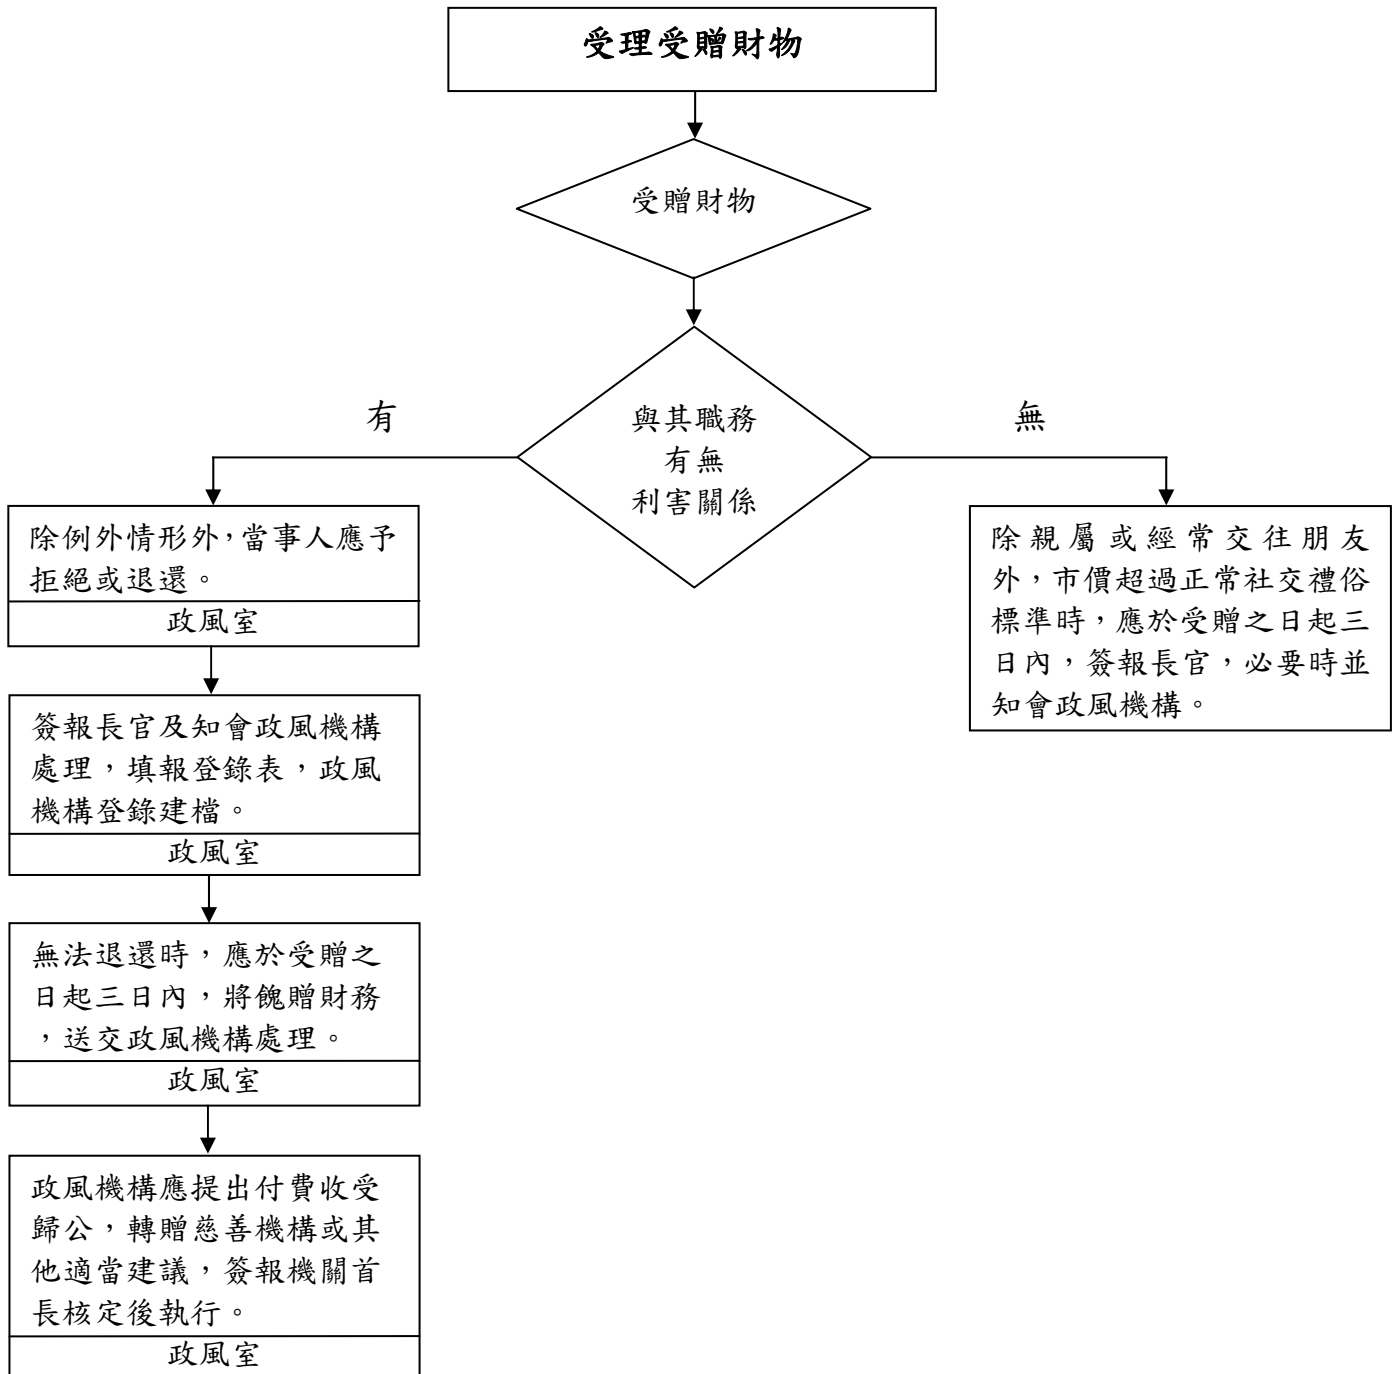 受理受贈財物
受贈財物
與其職務
有無
利害關係
有
無
除例外情形外，當事人應予
拒絕或退還。
政風室
簽報長官及知會政風機構
處理，填報登錄表，政風
機構登錄建檔。
政風室
無法退還時，應於受贈之
日起三日內，將餽贈財務
，送交政風機構處理。
政風室
政風機構應提出付費收受
歸公，轉贈慈善機構或其
他適當建議，簽報機關首
長核定後執行。
政風室
除親屬或經常交往朋友
外，市價超過正常社交禮俗
標準時，應於受贈之日起三
日內，簽報長官，必要時並
知會政風機構。